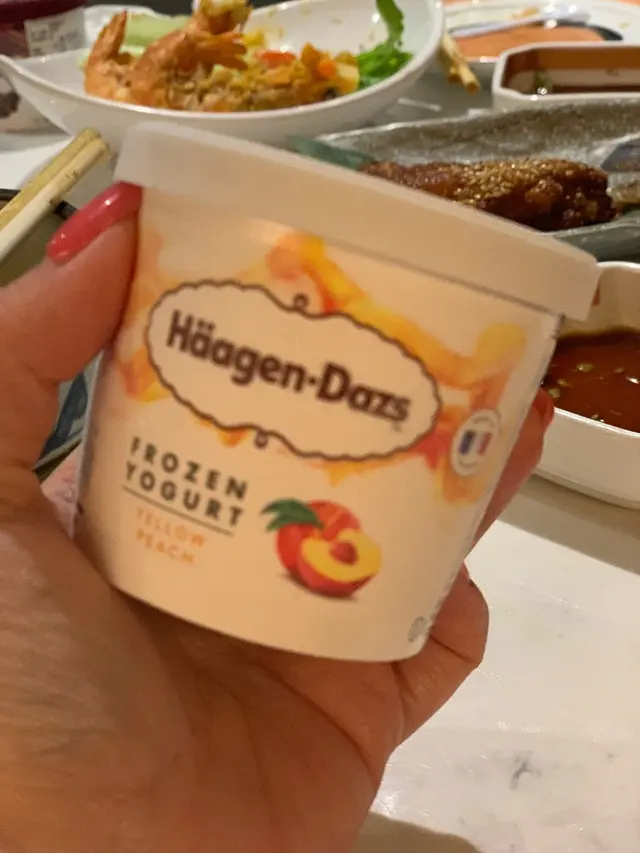 Häagen-Dazs
FROZEN
YOGURT
YELLOW
PEACH